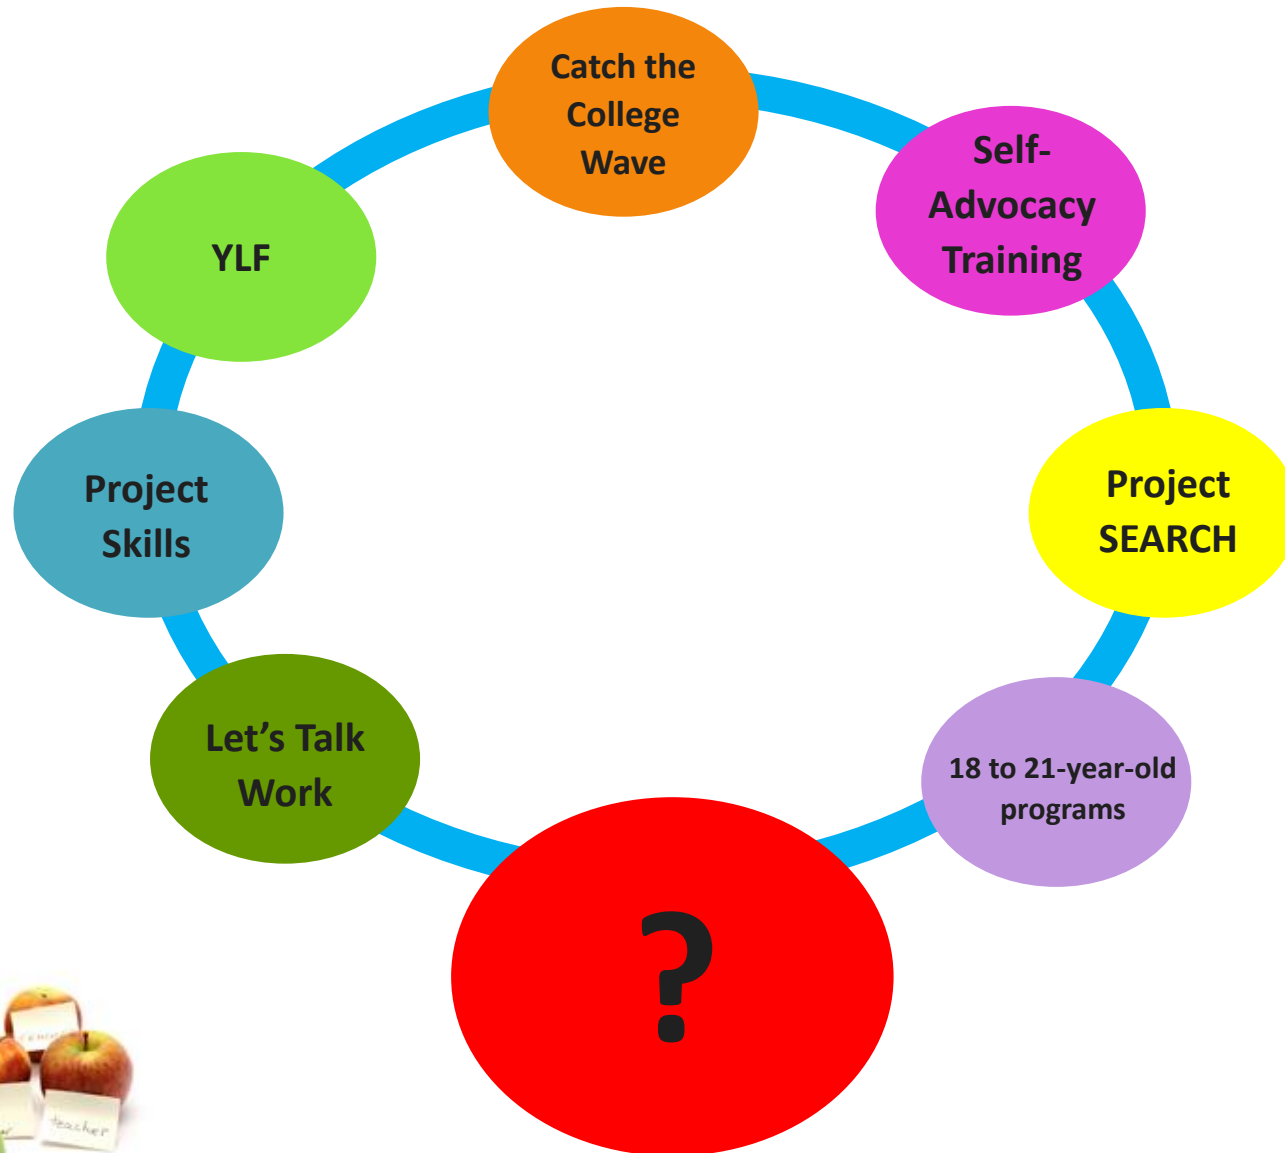 Catch the
College
Wave
Self-
Advocacy
Training
YLF
Project
SEARCH
Project
Skills
Let's Talk
Work
18 to 21-year-old
programs
?
teacher